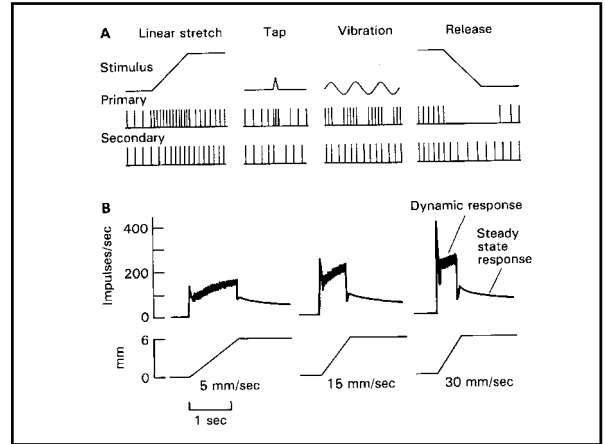 A Linear stretch Tap Vibration Release
Stimulus
Primary
Secondary
B
Dynamic response
Steady
state
response
Impulses/sec
400
200
0
mm
6
0
5 mm/sec 15 mm/sec 30 mm/sec
1 sec